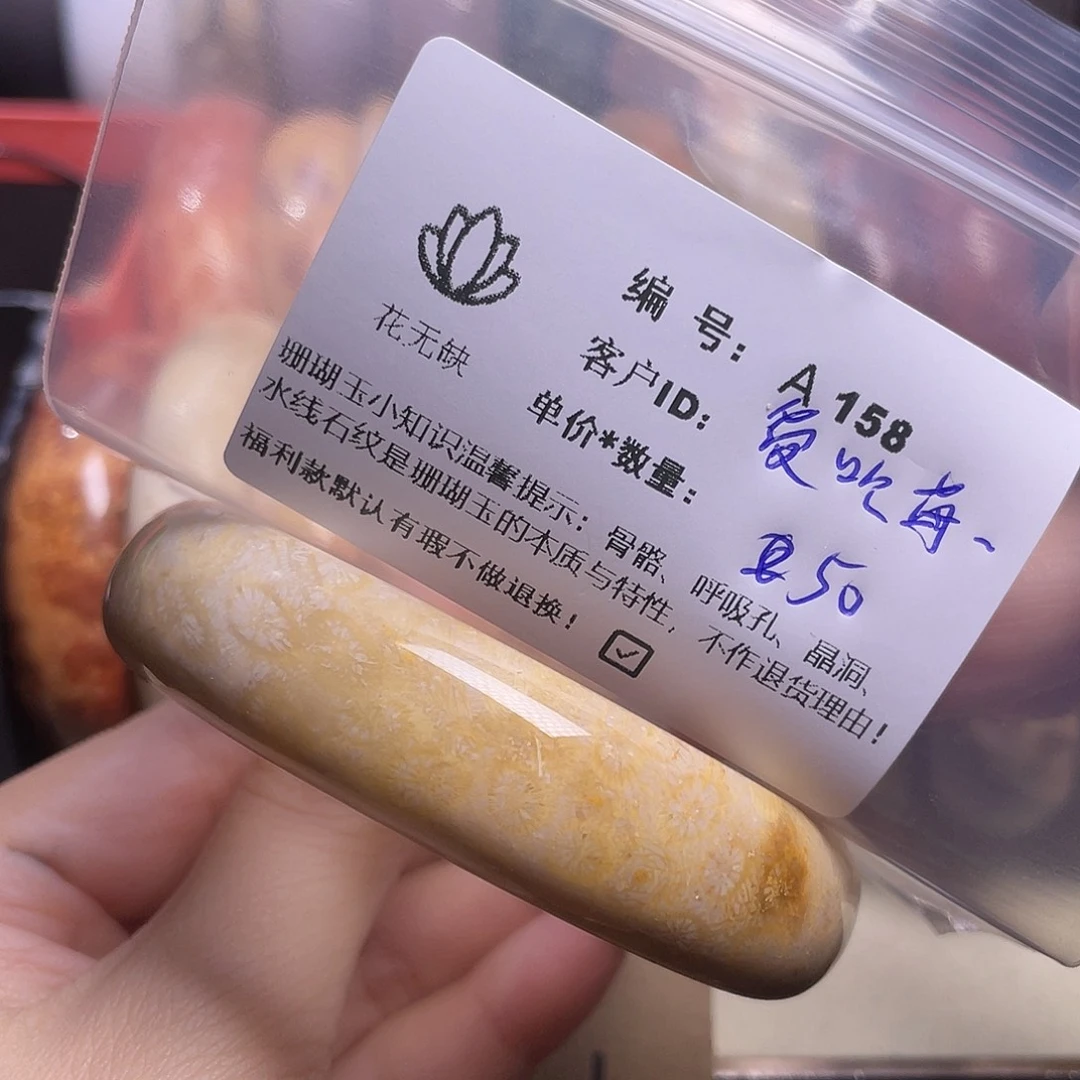 花无缺
编 号: A 158
客户ID: 爱吃莓、
单价*数量: 50
珊瑚玉小知识温馨提示: 骨骼、呼吸孔、晶洞、
水线石纹是珊瑚玉的本质与特性, 不作退货理由!
福利款默认有瑕不做退换!